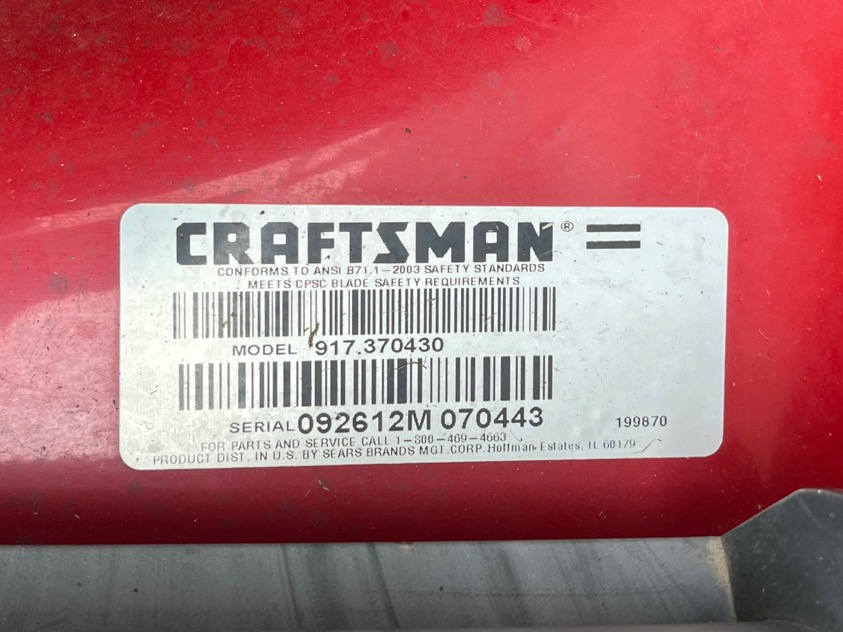 CRAFTSMAN®
CONFORMS TO ANSI B71.1-2003 SAFETY STANDARDS
MEETS CPSC BLADE SAFETY REQUIREMENTS
MODEL 917.370430
SERIAL 092612M 070443 199870
FOR PARTS AND SERVICE CALL 1-800-469-4663
PRODUCT DIST. IN U.S. BY SEARS BRANDS MGT.CORP.Hoffman Estates, IL 60179